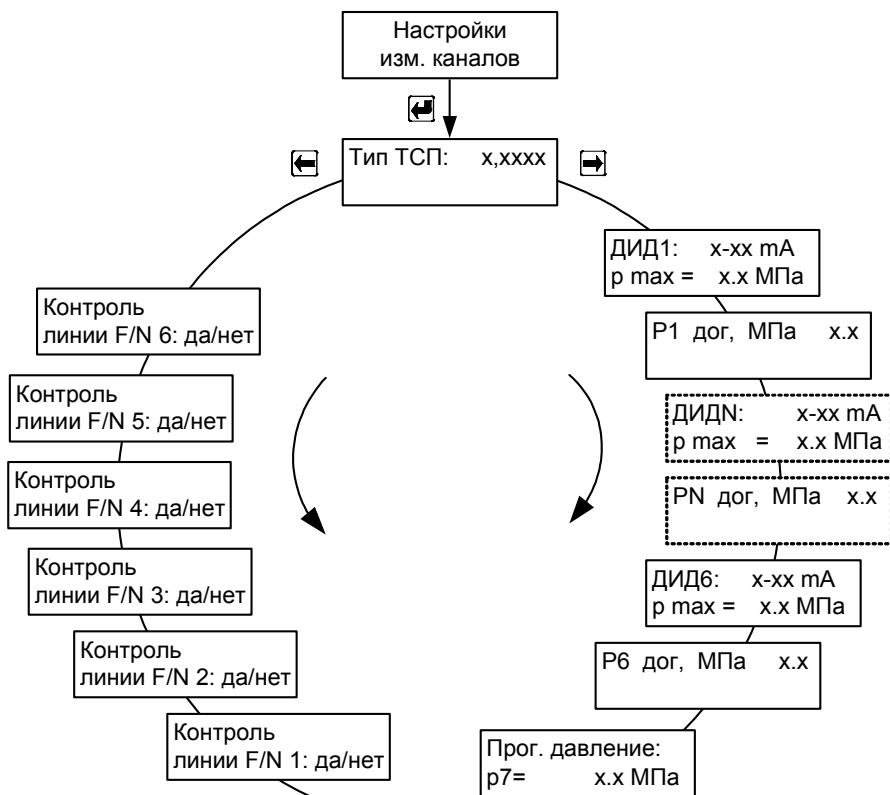 Настройки
изм. каналов
Тип ТСП: x,xxxx
ДИД1: x-xx mA
p max = x.x МПа
P1 дог, МПа x.x
ДИДN: x-xx mA
p max = x.x МПа
PN дог, МПа x.x
ДИД6: x-xx mA
p max = x.x МПа
P6 дог, МПа x.x
Прог. давление:
p7= x.x МПа
Контроль
линии F/N 6: да/нет
Контроль
линии F/N 5: да/нет
Контроль
линии F/N 4: да/нет
Контроль
линии F/N 3: да/нет
Контроль
линии F/N 2: да/нет
Контроль
линии F/N 1: да/нет